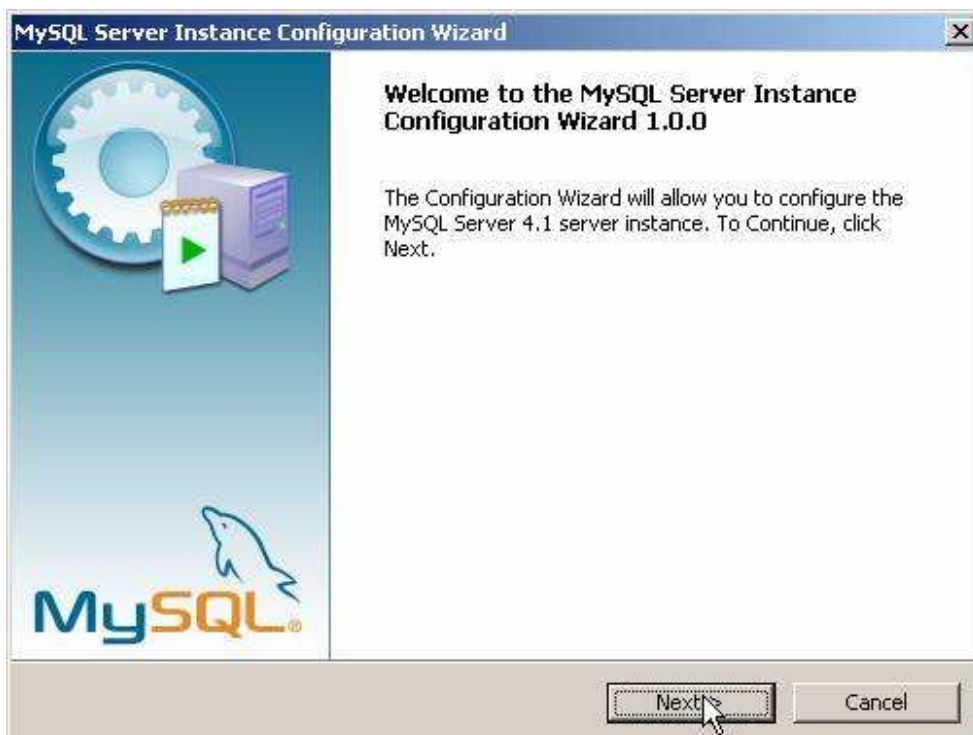 MySQL Server Instance Configuration Wizard
Welcome to the MySQL Server Instance
Configuration Wizard 1.0.0
The Configuration Wizard will allow you to configure the
MySQL Server 4.1 server instance. To Continue, click
Next.
MySQL®
Next >
Cancel